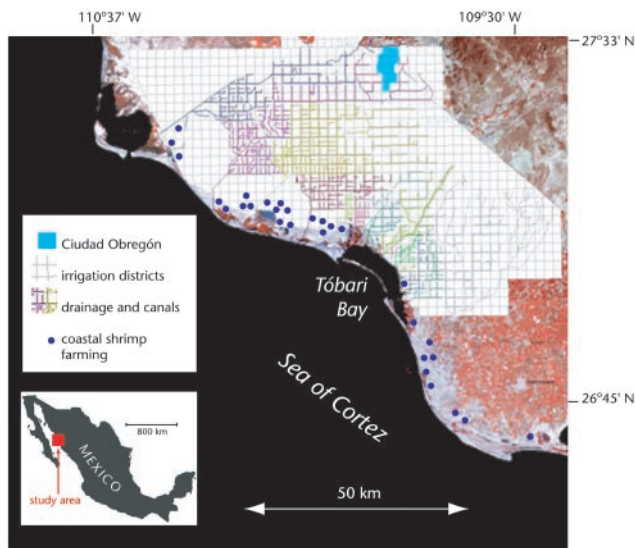 110°37' W
109°30' W
27°33' N
Ciudad Obregón
irrigation districts
drainage and canals
coastal shrimp
farming
Tóbari
Bay
Sea of Cortez
26°45' N
800 km
MEXICO
study area
50 km